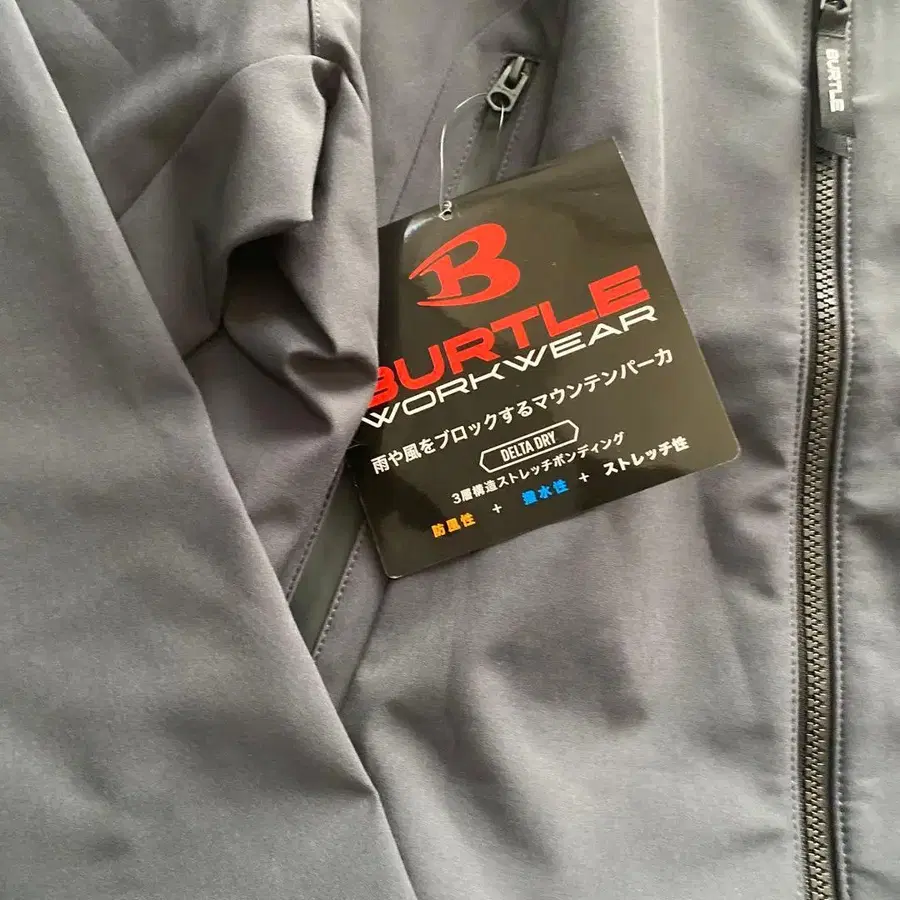 BURTLE
B
BURTLE
WORKWEAR
雨や風をブロックするマウンテンパーカ
DELTA DRY
3層構造ストレッチボンディング
防風性 + 撥水性 + ストレッチ性